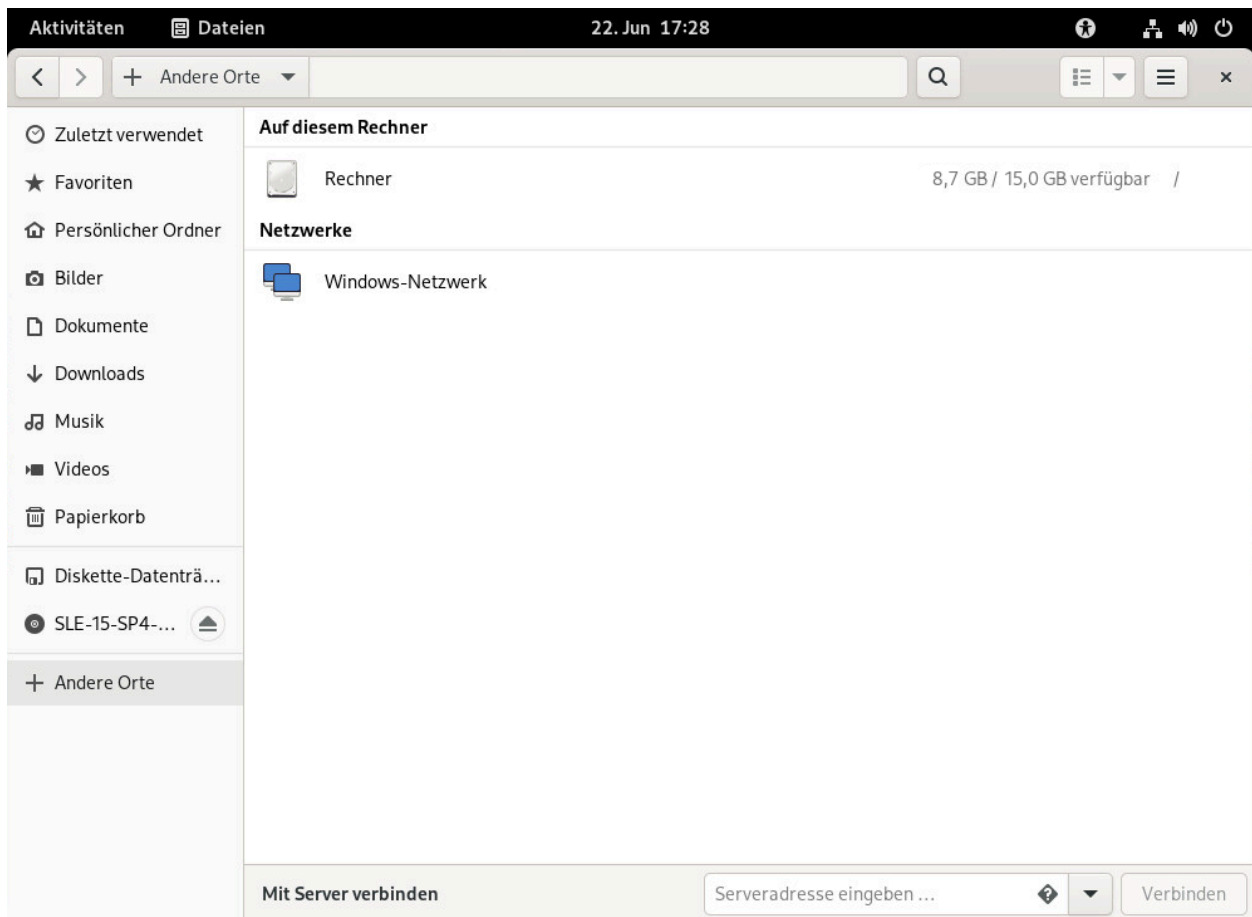 Aktivitäten Dateien 22. Jun 17:28
Andere Orte
Zuletzt verwendet
Favoriten
Persönlicher Ordner
Bilder
Dokumente
Downloads
Musik
Videos
Papierkorb
Diskette-Datenträ…
SLE-15-SP4-…
Andere Orte
Auf diesem Rechner
Rechner 8,7 GB / 15,0 GB verfügbar /
Netzwerke
Windows-Netzwerk
Mit Server verbinden Serveradresse eingeben … Verbinden